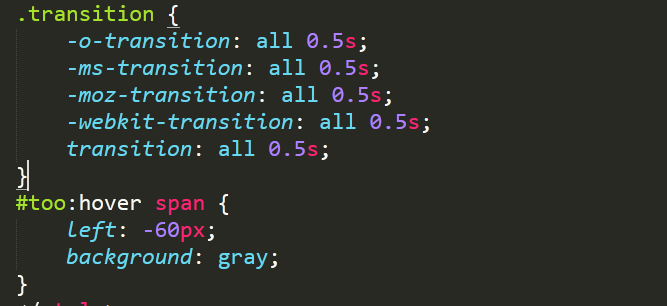 .transition {
    -o-transition: all 0.5s;
    -ms-transition: all 0.5s;
    -moz-transition: all 0.5s;
    -webkit-transition: all 0.5s;
    transition: all 0.5s;
}
#too:hover span {
    left: -60px;
    background: gray;
}